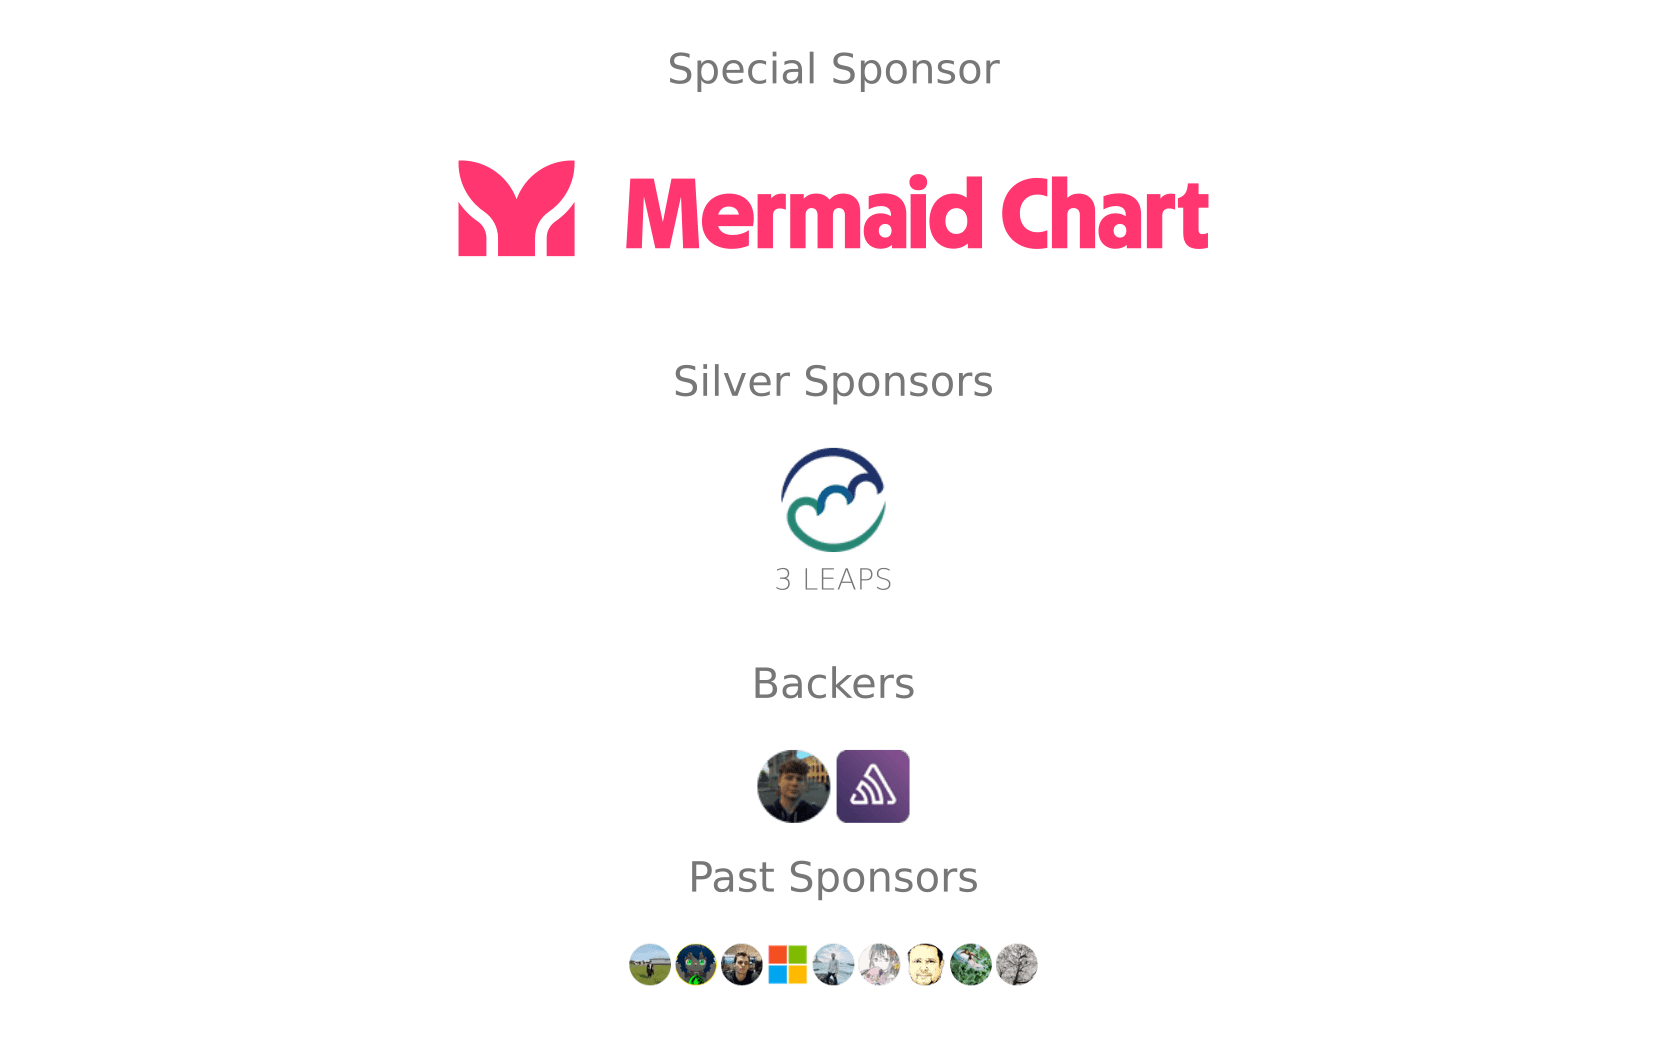 Special Sponsor
Mermaid Chart
Silver Sponsors
3 LEAPS
Backers
Past Sponsors